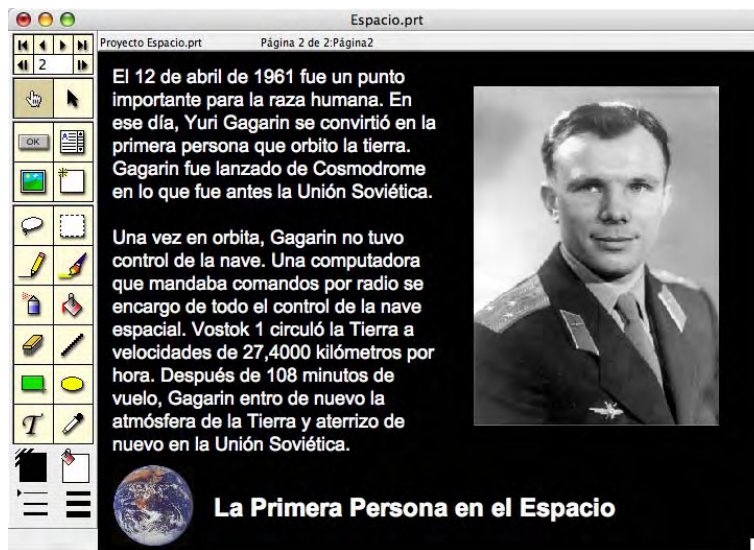 Espacio.prt
Proyecto Espacio.prt Página 2 de 2:Página2
2
OK
El 12 de abril de 1961 fue un punto
importante para la raza humana. En
ese día, Yuri Gagarin se convirtió en la
primera persona que orbito la tierra.
Gagarin fue lanzado de Cosmodrome
en lo que fue antes la Unión Soviética.
Una vez en orbita, Gagarin no tuvo
control de la nave. Una computadora
que mandaba comandos por radio se
encargo de todo el control de la nave
espacial. Vostok 1 circuló la Tierra a
velocidades de 27,4000 kilómetros por
hora. Después de 108 minutos de
vuelo, Gagarin entro de nuevo la
atmósfera de la Tierra y aterrizo de
nuevo en la Unión Soviética.
T
La Primera Persona en el Espacio